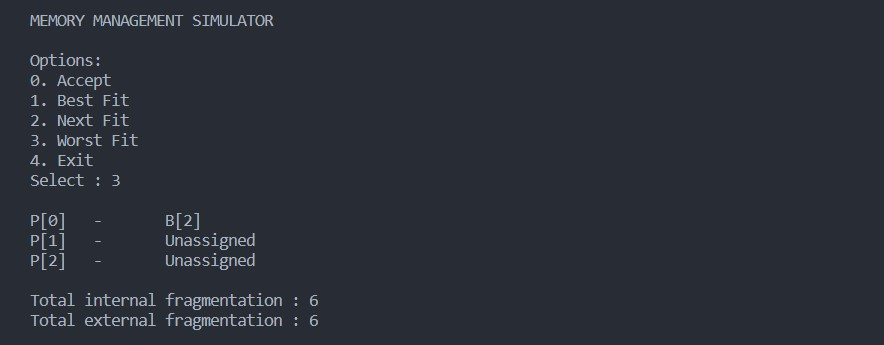 MEMORY MANAGEMENT SIMULATOR
Options:
0. Accept
1. Best Fit
2. Next Fit
3. Worst Fit
4. Exit
Select : 3
P[0] - B[2]
P[1] - Unassigned
P[2] - Unassigned
Total internal fragmentation : 6
Total external fragmentation : 6